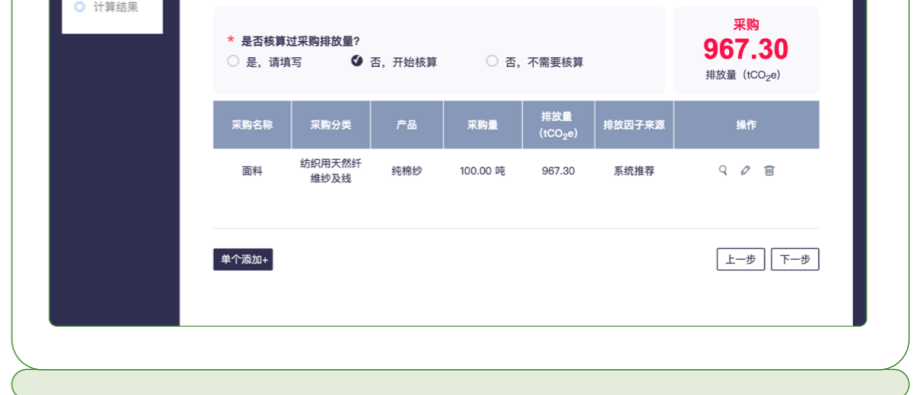 计算结果
* 是否核算过采购排放量?
是，请填写
否，开始核算
否，不需要核算
采购
967.30
排放量（tCO₂e）
采购名称 采购分类 产品 采购量 排放量（tCO₂e） 排放因子来源 操作
面料 纺织用天然纤维纱及线 纯棉纱 100.00 吨 967.30 系统推荐
单个添加+
上一步
下一步